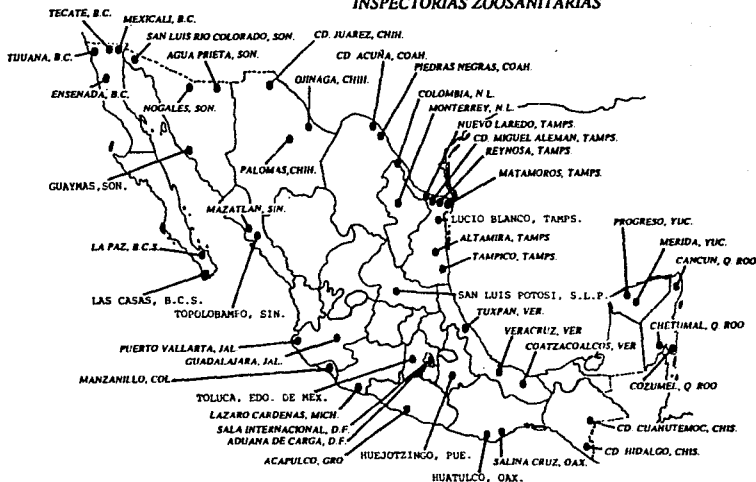 INSPECTORIAS ZOOSANITARIAS
TECATE, B.C.
MEXICALI, B.C.
SAN LUIS RIO COLORADO, SON.
CD. JUAREZ, CHIH.
TIJUANA, B.C.
AGUA PRIETA, SON.
CD ACUÑA, COAH.
OJINAGA, CHIH.
PIEDRAS NEGRAS, COAH.
COLOMBIA, N L.
ENSENADA, B.C.
NOGALES, SON.
MONTERREY, N L.
NUEVO LAREDO, TAMPS.
CD. MIGUEL ALEMAN, TAMPS.
REYNOSA, TAMPS.
PALOMAS, CHIH.
MATAMOROS, TAMPS.
GUAYMAS, SON.
MAZATLAN, SIN.
LUCIO BLANCO, TAMPS.
PROGRESO, YUC.
LA PAZ, B.C.S.
ALTAMIRA, TAMPS
MERIDA, YUC.
TAMPICO, TAMPS.
CANCUN, Q. ROO
LAS CASAS, B.C.S.
SAN LUIS POTOSI, S.L.P.
TOPOLOBAMPO, SIN.
TUXPAN, VER.
VERACRUZ, VER
CHETUMAL, Q. ROO
PUERTO VALLARTA, JAL
COATZACOALCOS, VER
GUADALAJARA, JAL.
MANZANILLO, COL
COZUMEL, Q ROO
TOLUCA, EDO. DE MEX.
LAZARO CARDENAS, MICH.
SALA INTERNACIONAL, D.F.
CD. CUAHUTEMOC, CHIS.
ADUANA DE CARGA, D.F.
CD HIDALGO, CHIS.
ACAPULCO, GRO
HUEJOTZINGO, PUE.
SALINA CRUZ, OAX.
HUATULCO, OAX.